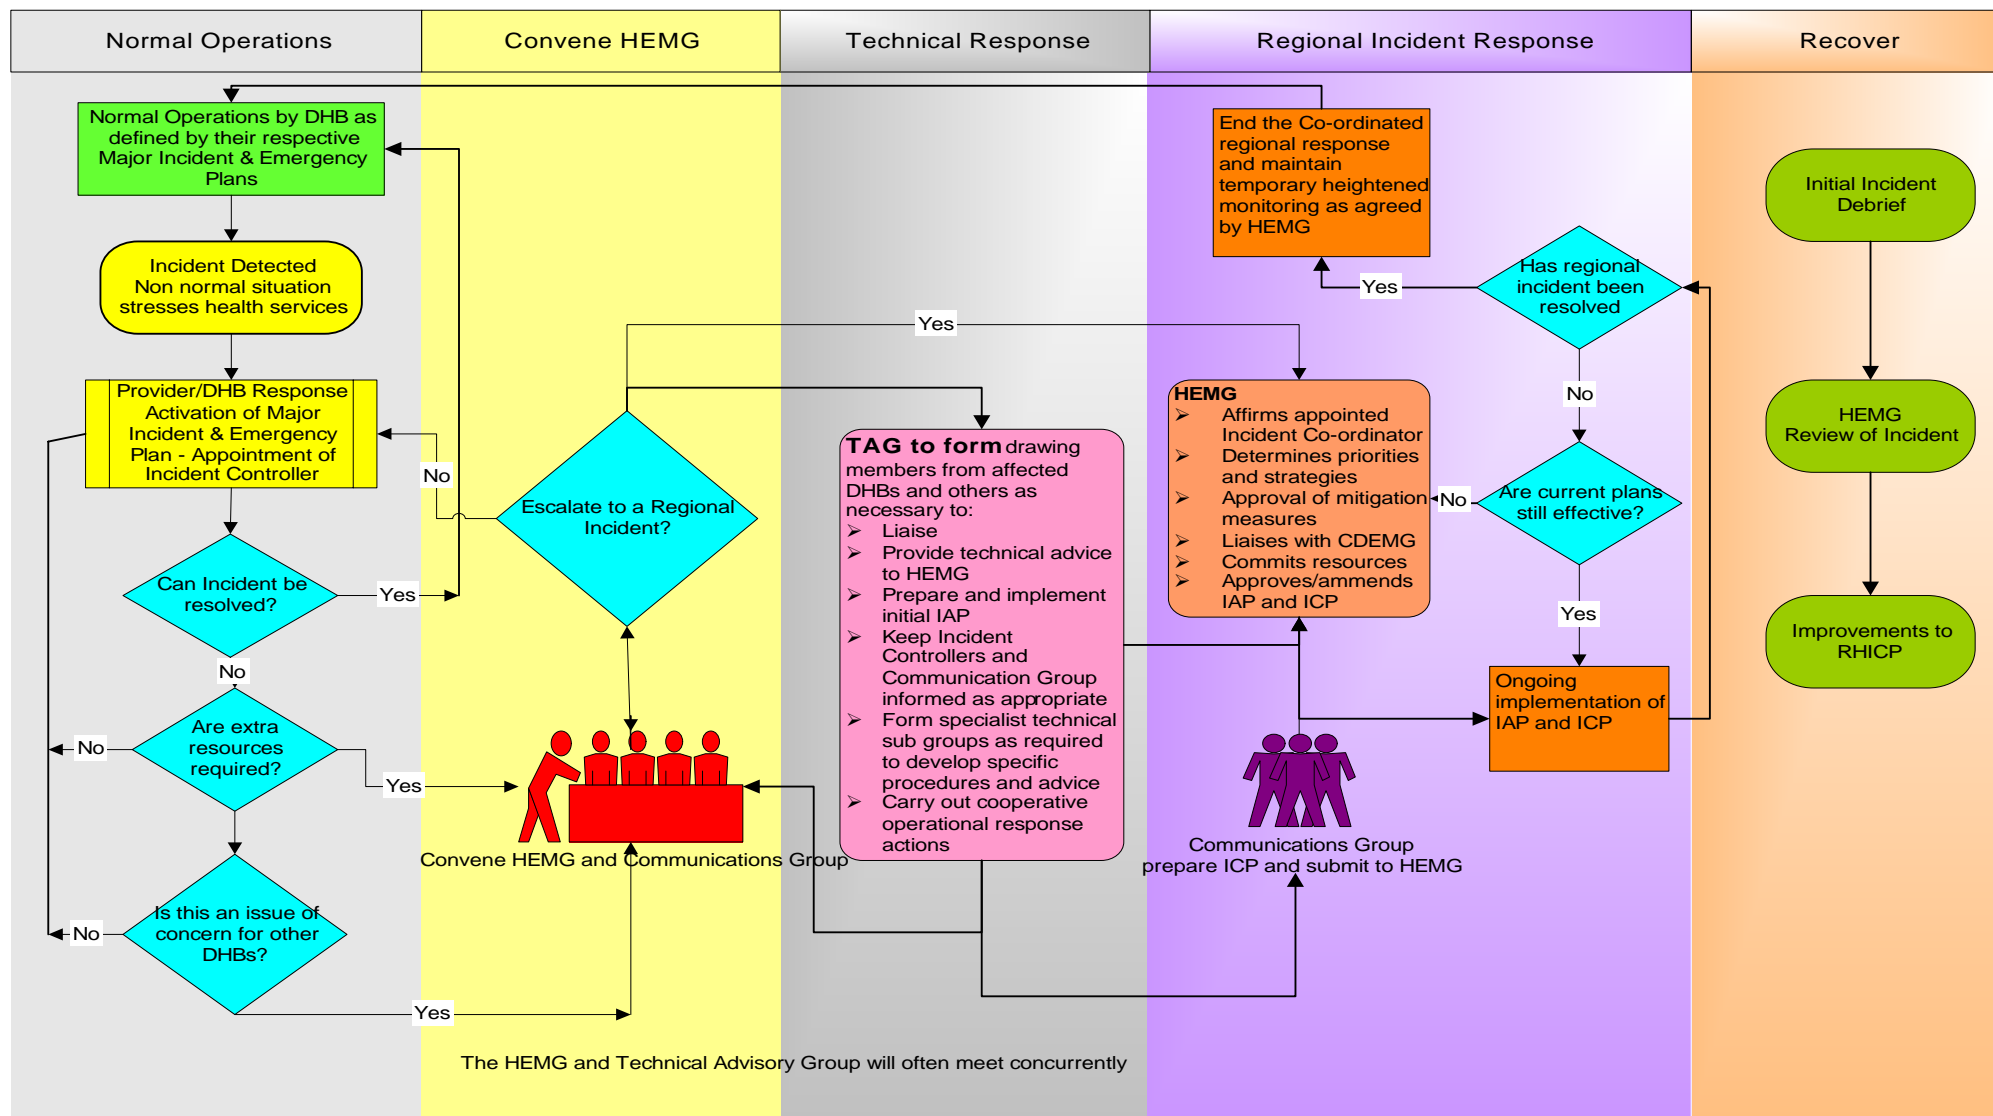 Normal Operations
Convene HEMG
Technical Response
Regional Incident Response
Recover
Normal Operations by DHB as
defined by their respective
Major Incident & Emergency
Plans
Incident Detected
Non normal situation
stresses health services
Provider/DHB Response
Activation of Major
Incident & Emergency
Plan - Appointment of
Incident Controller
Can Incident be
resolved?
Yes
No
Are extra
resources
required?
No
Yes
Is this an issue of
concern for other
DHBs?
No
Yes
No
Escalate to a Regional
Incident?
Yes
Convene HEMG and Communications Group
The HEMG and Technical Advisory Group will often meet concurrently
TAG to form drawing
members from affected
DHBs and others as
necessary to:
➢ Liaise
➢ Provide technical advice
to HEMG
➢ Prepare and implement
initial IAP
➢ Keep Incident
Controllers and
Communication Group
informed as appropriate
➢ Form specialist technical
sub groups as required
to develop specific
procedures and advice
➢ Carry out cooperative
operational response
actions
End the Co-ordinated
regional response
and maintain
temporary heightened
monitoring as agreed
by HEMG
Yes
Has regional
incident been
resolved
No
HEMG
➢ Affirms appointed
Incident Co-ordinator
➢ Determines priorities
and strategies
➢ Approval of mitigation
measures
➢ Liaises with CDEMG
➢ Commits resources
➢ Approves/ammends
IAP and ICP
No
Are current plans
still effective?
Yes
Ongoing
implementation of
IAP and ICP
Communications Group
prepare ICP and submit to HEMG
Initial Incident
Debrief
HEMG
Review of Incident
Improvements to
RHICP